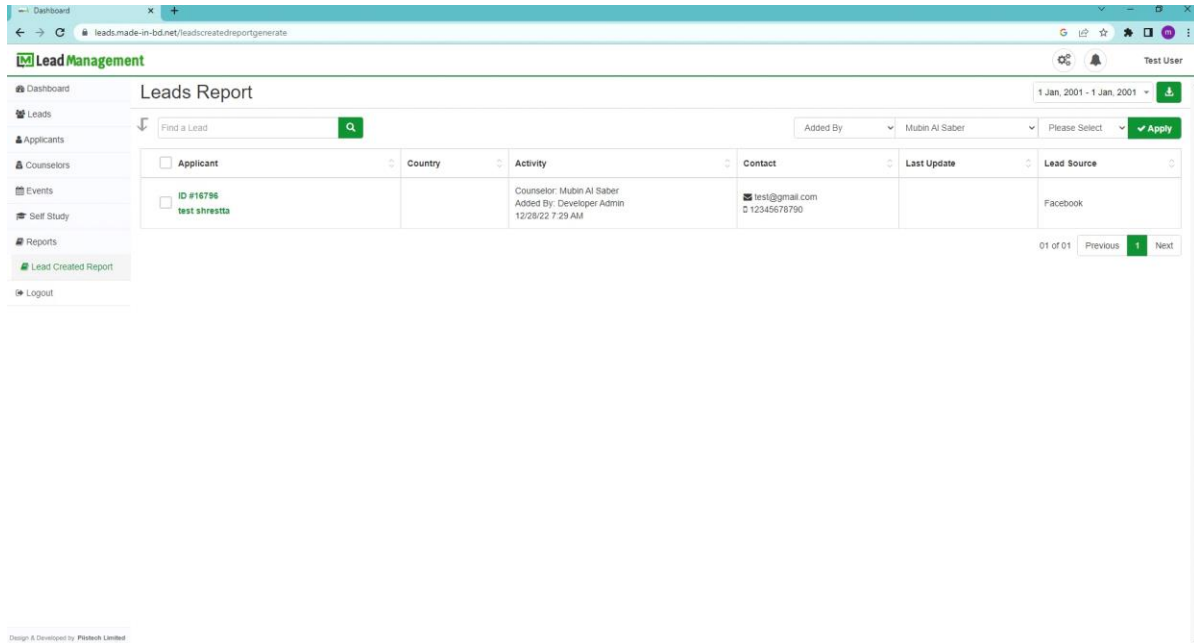 Dashboard
leads.made-in-bd.net/leadscreatedreportgenerate
G
m
LM Lead Management
Test User
Dashboard
Leads
Applicants
Counselors
Events
Self Study
Reports
Lead Created Report
Logout
Leads Report
1 Jan, 2001 - 1 Jan, 2001
Find a Lead
Added By Mubin Al Saber Please Select Apply
Applicant Country Activity Contact Last Update Lead Source
ID #16796
test shrestta
Counselor: Mubin Al Saber
Added By: Developer Admin
12/28/22 7:29 AM
test@gmail.com
12345678790
Facebook
01 of 01 Previous 1 Next
Design & Developed by Piistech Limited